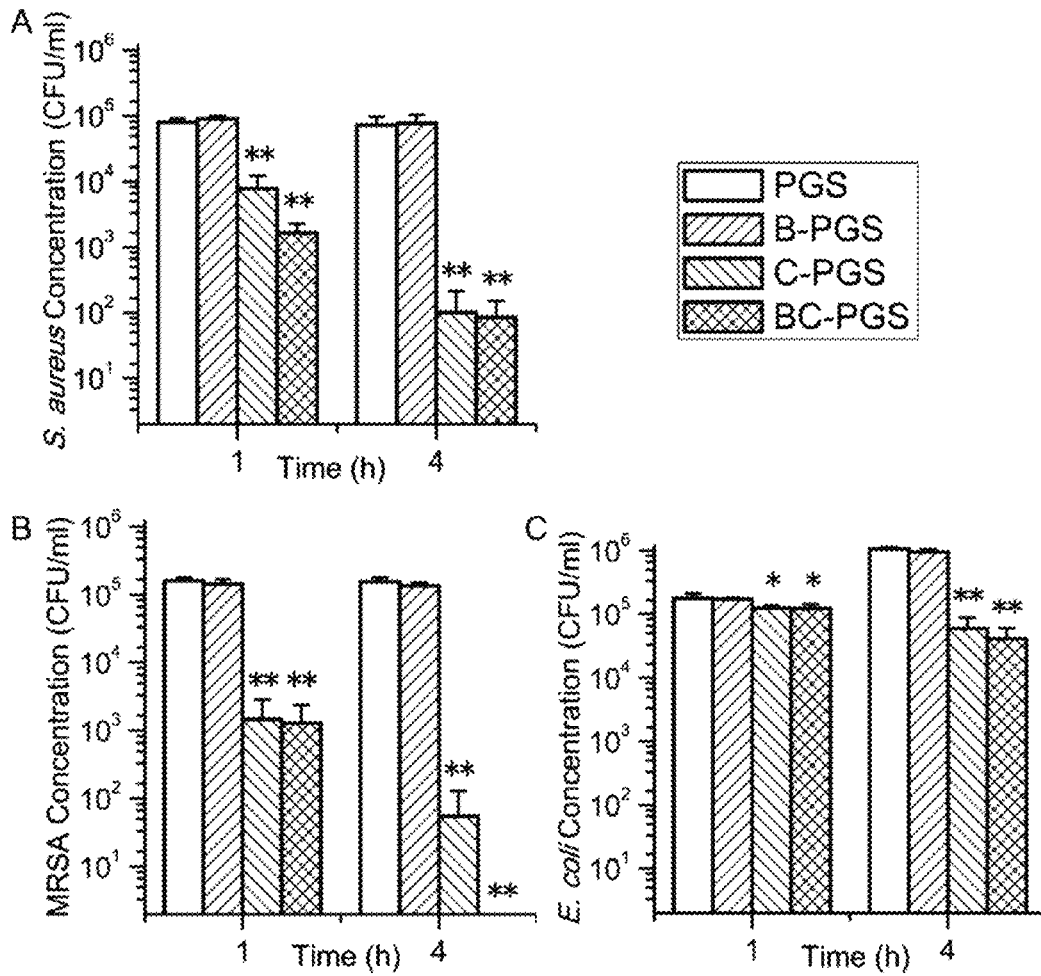 A
S. aureus Concentration (CFU/ml)
10⁶
10⁵
10⁴
10³
10²
10¹
**
**
**
**
1
4
Time (h)
PGS
B-PGS
C-PGS
BC-PGS
B
MRSA Concentration (CFU/ml)
10⁶
10⁵
10⁴
10³
10²
10¹
**
**
**
**
1
4
Time (h)
C
E. coli Concentration (CFU/ml)
10⁶
10⁵
10⁴
10³
10²
10¹
*
*
**
**
1
4
Time (h)